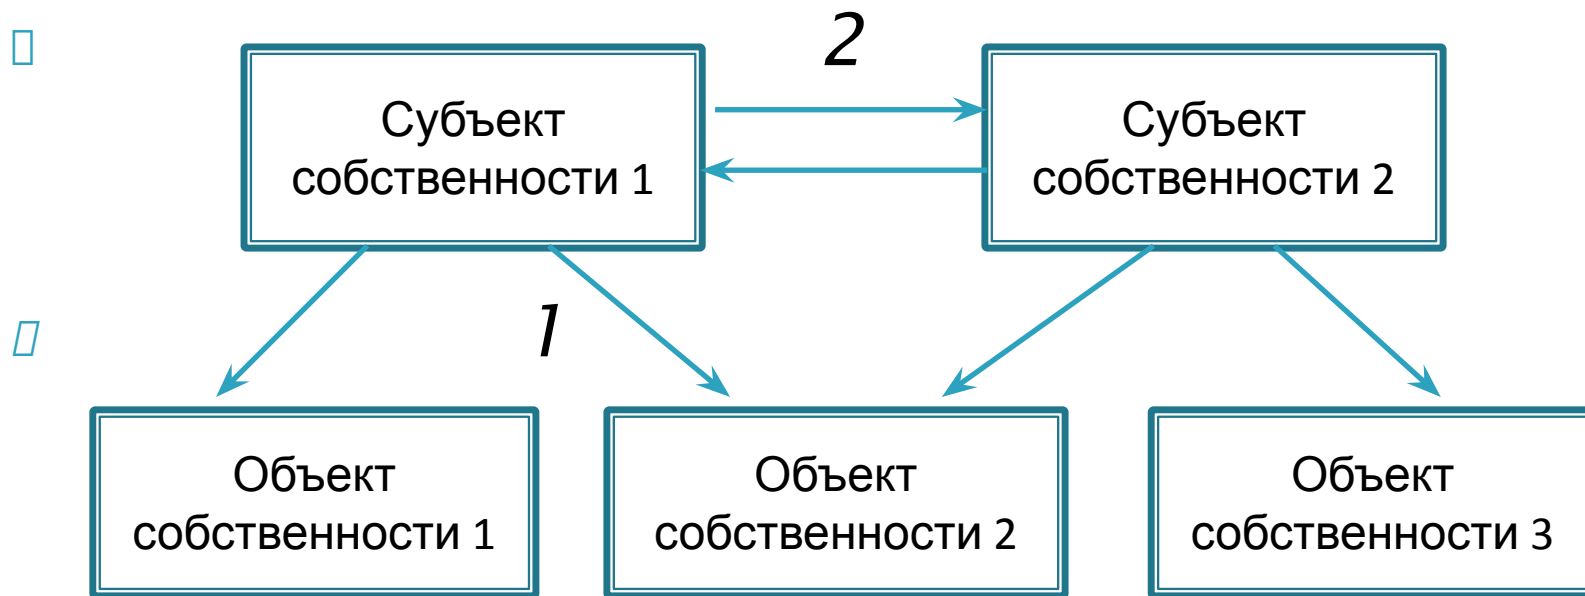 2
Субъект
собственности 1
Субъект
собственности 2
1
Объект
собственности 1
Объект
собственности 2
Объект
собственности 3